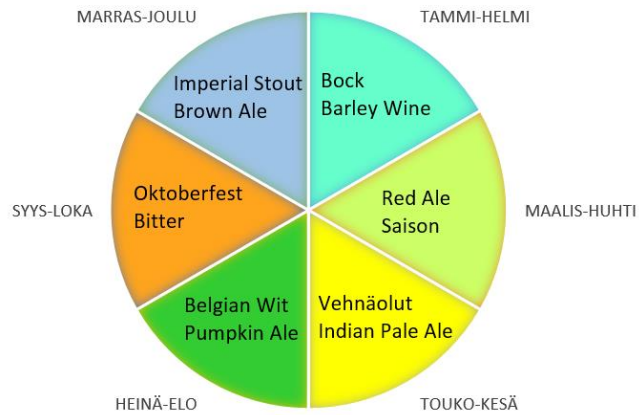 MARRAS-JOULU
TAMMI-HELMI
Imperial Stout
Brown Ale
Bock
Barley Wine
SYYS-LOKA
Oktoberfest
Bitter
Red Ale
Saison
MAALIS-HUHTI
Belgian Wit
Pumpkin Ale
Vehnäolut
Indian Pale Ale
HEINÄ-ELO
TOUKO-KESÄ